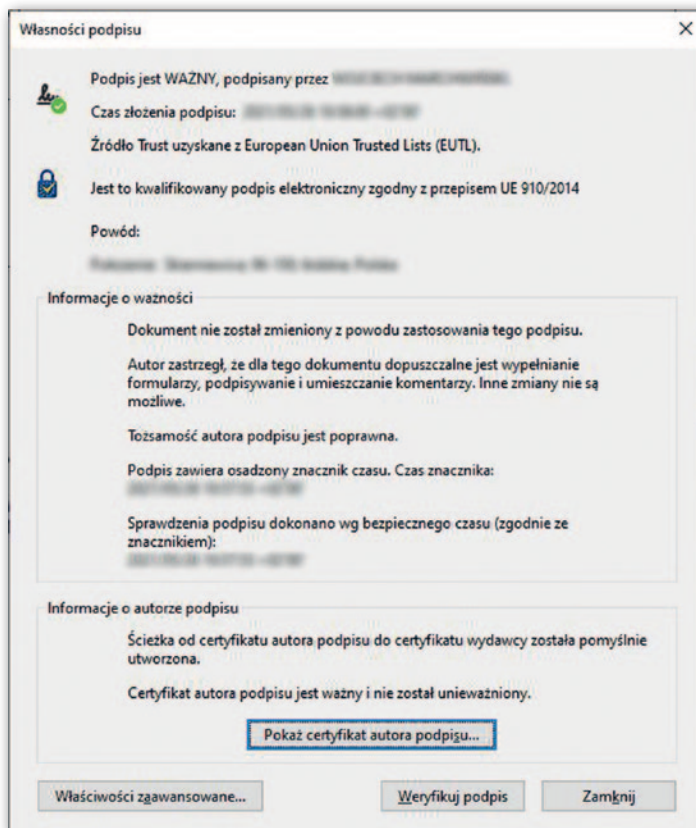 Własności podpisu
Podpis jest WAŻNY, podpisany przez
Czas złożenia podpisu:
Źródło Trust uzyskane z European Union Trusted Lists (EUTL).
Jest to kwalifikowany podpis elektroniczny zgodny z przepisem UE 910/2014
Powód:
Informacje o ważności
Dokument nie został zmieniony z powodu zastosowania tego podpisu.
Autor zastrzegł, że dla tego dokumentu dopuszczalne jest wypełnianie
formularzy, podpisywanie i umieszczanie komentarzy. Inne zmiany nie są
możliwe.
Tożsamość autora podpisu jest poprawna.
Podpis zawiera osadzony znacznik czasu. Czas znacznika:
Sprawdzenia podpisu dokonano wg bezpiecznego czasu (zgodnie ze
znacznikiem):
Informacje o autorze podpisu
Ścieżka od certyfikatu autora podpisu do certyfikatu wydawcy została pomyślnie
utworzona.
Certyfikat autora podpisu jest ważny i nie został unieważniony.
Pokaż certyfikat autora podpisu...
Właściwości zaawansowane...
Weryfikuj podpis
Zamknij